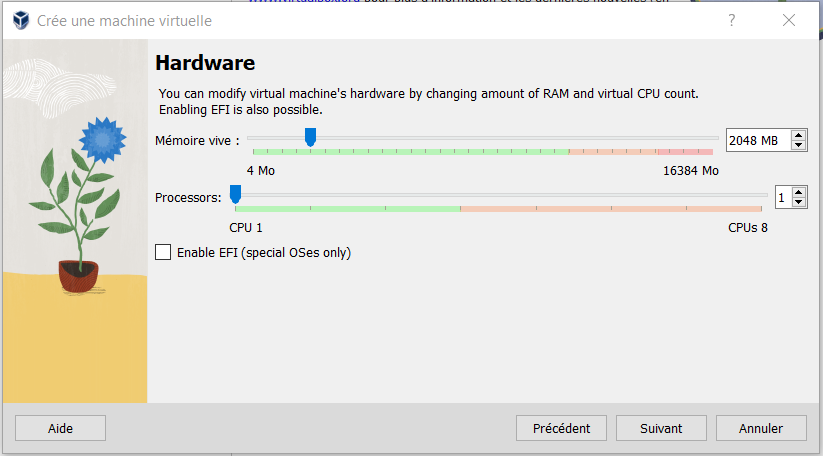 Crée une machine virtuelle
?
Hardware
You can modify virtual machine's hardware by changing amount of RAM and virtual CPU count.
Enabling EFI is also possible.
Mémoire vive :
2048 MB
4 Mo
16384 Mo
Processors:
1
CPU 1
CPUs 8
Enable EFI (special OSes only)
Aide
Précédent
Suivant
Annuler